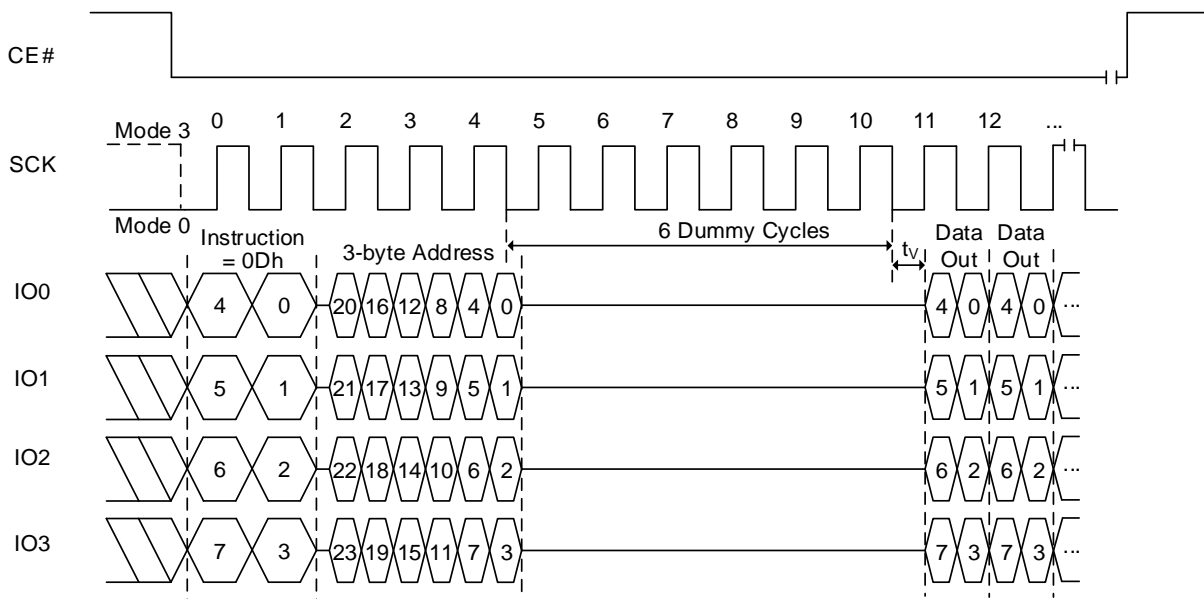 CE#
0 1 2 3 4 5 6 7 8 9 10 11 12 ...
Mode 3
SCK
Mode 0
Instruction
= 0Dh
3-byte Address
6 Dummy Cycles
tV
Data
Out
Data
Out
IO0 4 0 20 16 12 8 4 0 4 0 4 0 ...
IO1 5 1 21 17 13 9 5 1 5 1 5 1 ...
IO2 6 2 22 18 14 10 6 2 6 2 6 2 ...
IO3 7 3 23 19 15 11 7 3 7 3 7 3 ...